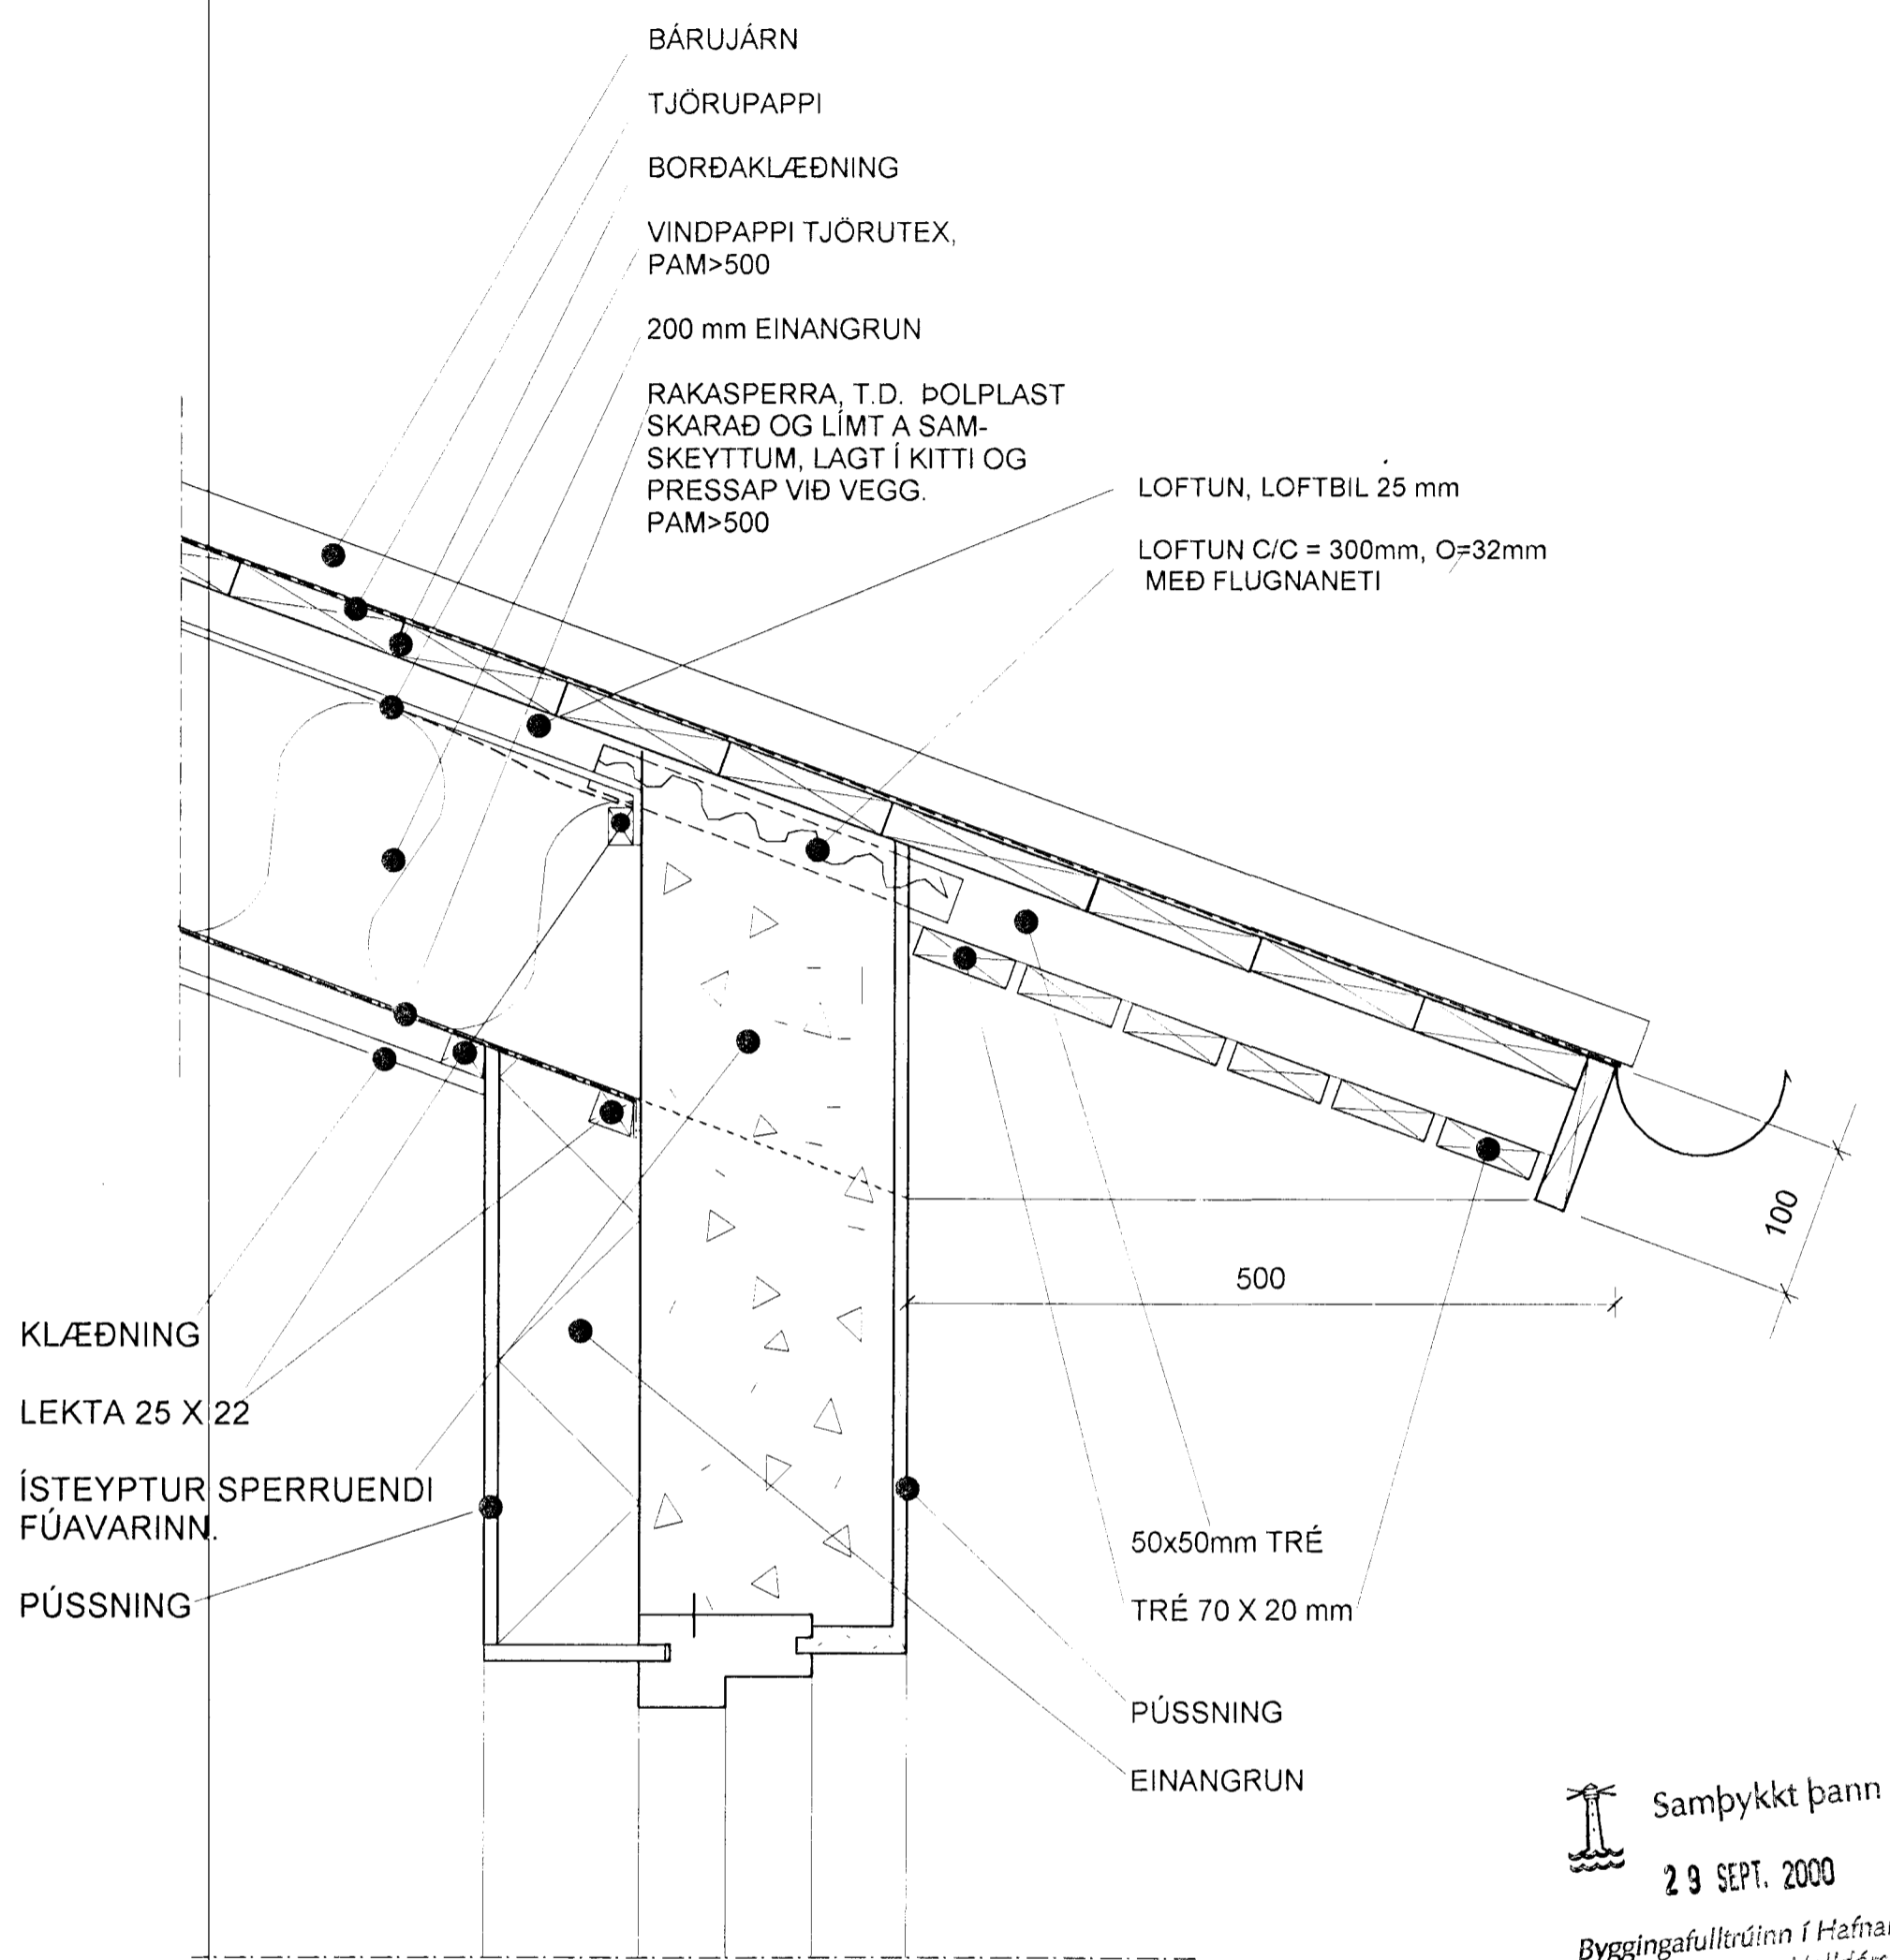 BÁRUJÁRN
TJÖRUPAPPI
BORÐAKLÆÐNING
VINDPAPPI TJÖRUTEX,
PAM>500
200 mm EINANGRUN
RAKASPERRA, T.D. ÞOLPLAST
SKARAÐ OG LÍMT A SAM-
SKEYTTUM, LAGT Í KITTI OG
PRESSAP VIÐ VEGG.
PAM>500
LOFTUN, LOFTBIL 25 mm
LOFTUN C/C = 300mm, O=32mm
MEÐ FLUGNANETI
100
500
KLÆÐNING
LEKTA 25 X 22
ÍSTEYPTUR SPERRUENDI
FÚAVARINN.
PÚSSNING
50x50mm TRÉ
TRÉ 70 X 20 mm
PÚSSNING
EINANGRUN
Samþykkt þann
29 SEPT. 2000
Byggingafulltrúinn í